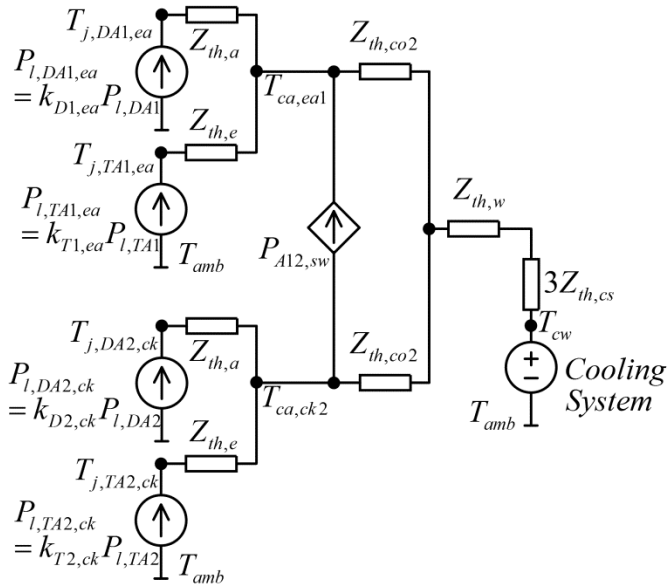 T_{j,DA1,ea}
Z_{th,a}
Z_{th,co2}
P_{l,DA1,ea}
= k_{D1,ea} P_{l,DA1}
T_{ca,ea1}
Z_{th,e}
T_{j,TA1,ea}
P_{l,TA1,ea}
= k_{T1,ea} P_{l,TA1}
T_{amb}
P_{A12,sw}
Z_{th,w}
3Z_{th,cs}
T_{cw}
T_{j,DA2,ck}
Z_{th,a}
Z_{th,co2}
P_{l,DA2,ck}
= k_{D2,ck} P_{l,DA2}
T_{ca,ck2}
Cooling
System
T_{amb}
Z_{th,e}
T_{j,TA2,ck}
P_{l,TA2,ck}
= k_{T2,ck} P_{l,TA2}
T_{amb}